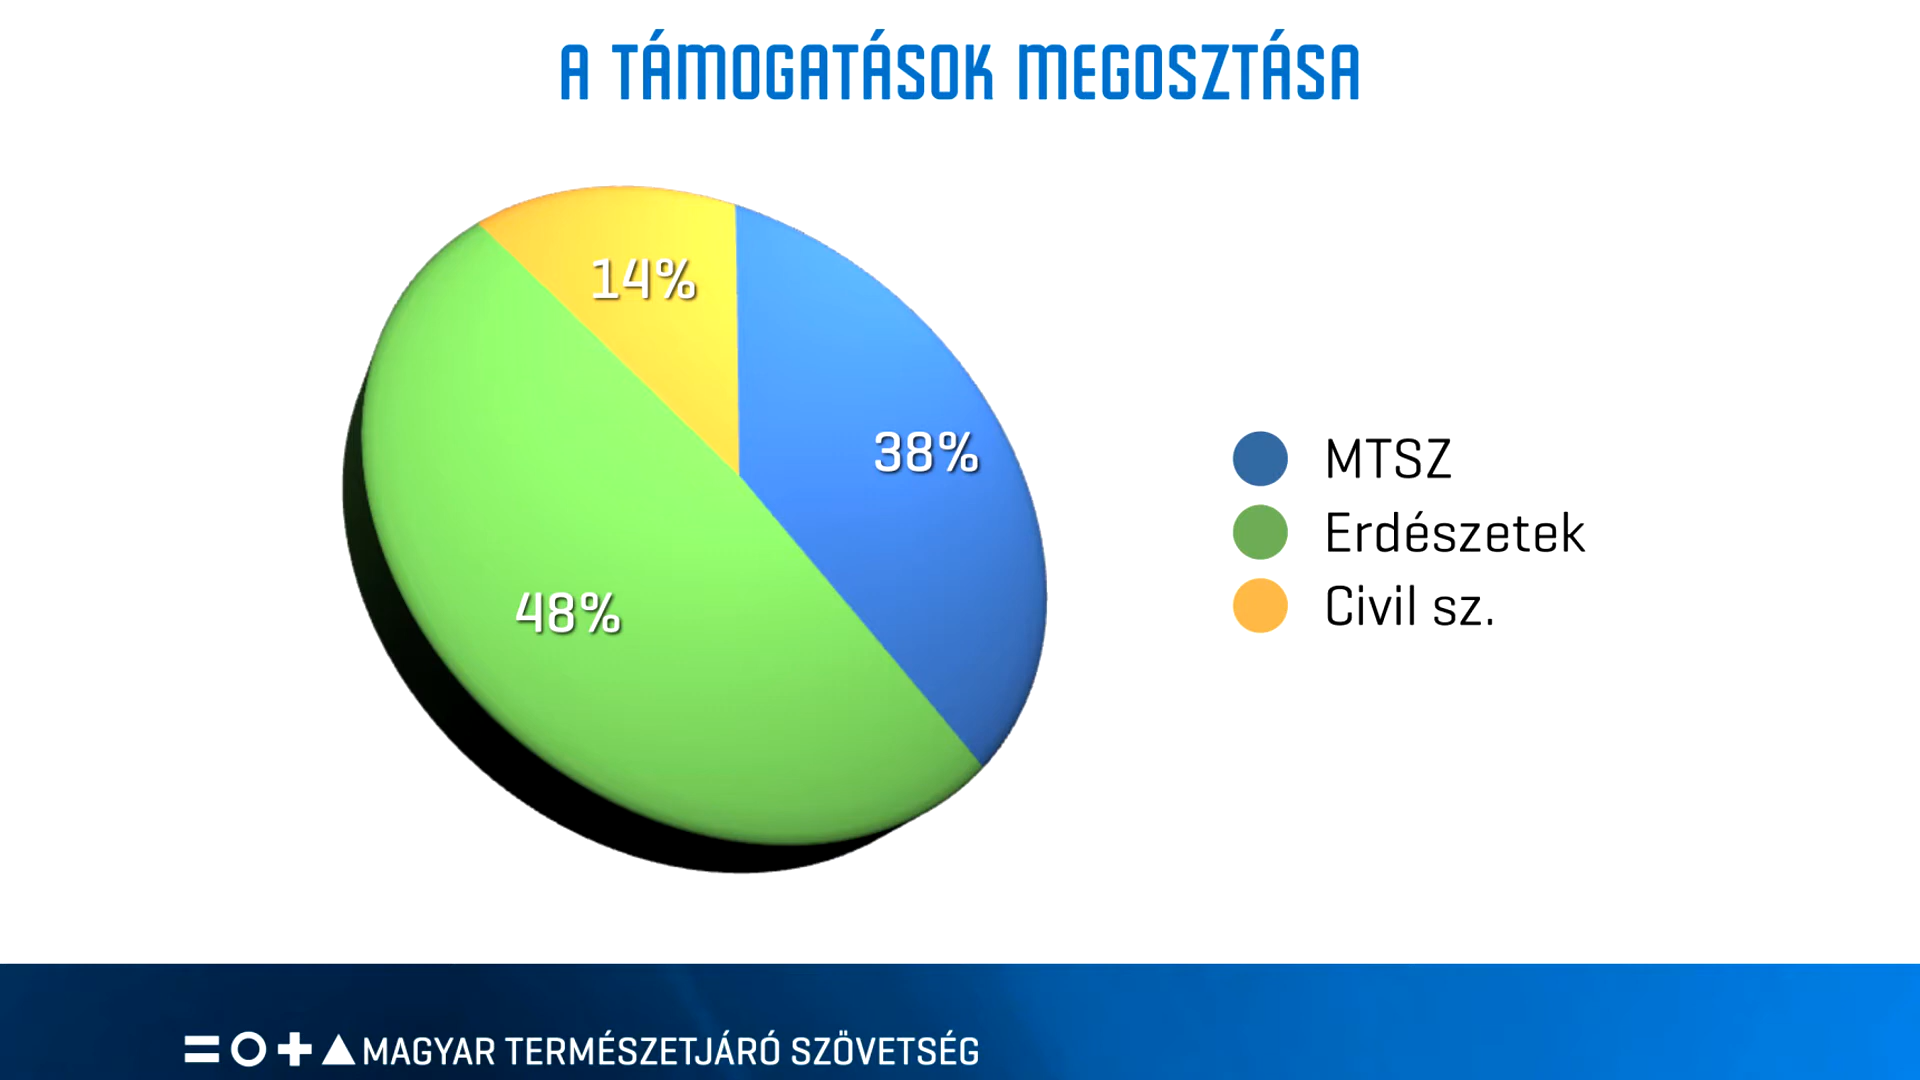 A TÁMOGATÁSOK MEGOSZTÁSA
14%
38%
48%
MTSZ
Erdészetek
Civil sz.
MAGYAR TERMÉSZETJÁRÓ SZÖVETSÉG